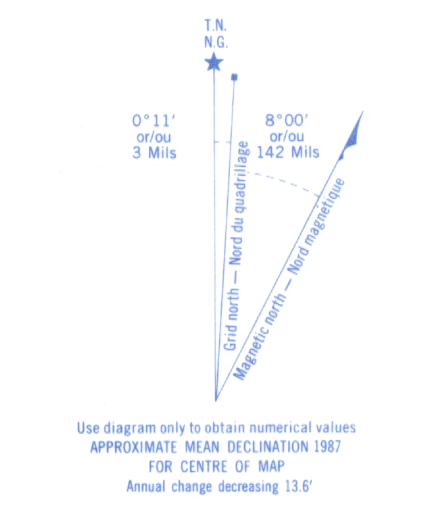 T.N.
N.G.
0°11′
or/ou
3 Mils
8°00′
or/ou
142 Mils
Grid north — Nord du quadrillage
Magnetic north — Nord magnetique
Use diagram only to obtain numerical values
APPROXIMATE MEAN DECLINATION 1987
FOR CENTRE OF MAP
Annual change decreasing 13.6′